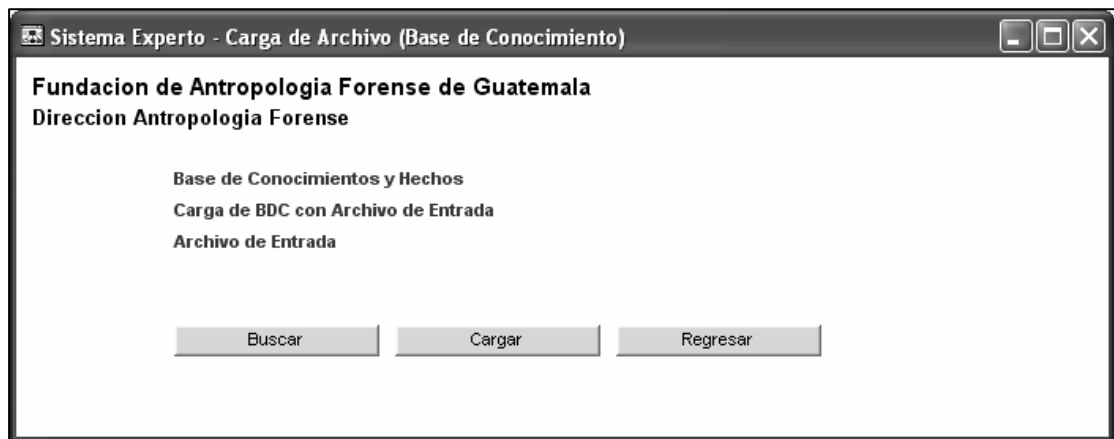 Sistema Experto - Carga de Archivo (Base de Conocimiento)
Fundacion de Antropologia Forense de Guatemala
Direccion Antropologia Forense
Base de Conocimientos y Hechos
Carga de BDC con Archivo de Entrada
Archivo de Entrada
Buscar Cargar Regresar